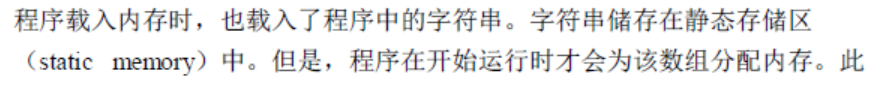 程序载入内存时，也载入了程序中的字符串。字符串储存在静态存储区
（static memory）中。但是，程序在开始运行时才会为该数组分配内存。此